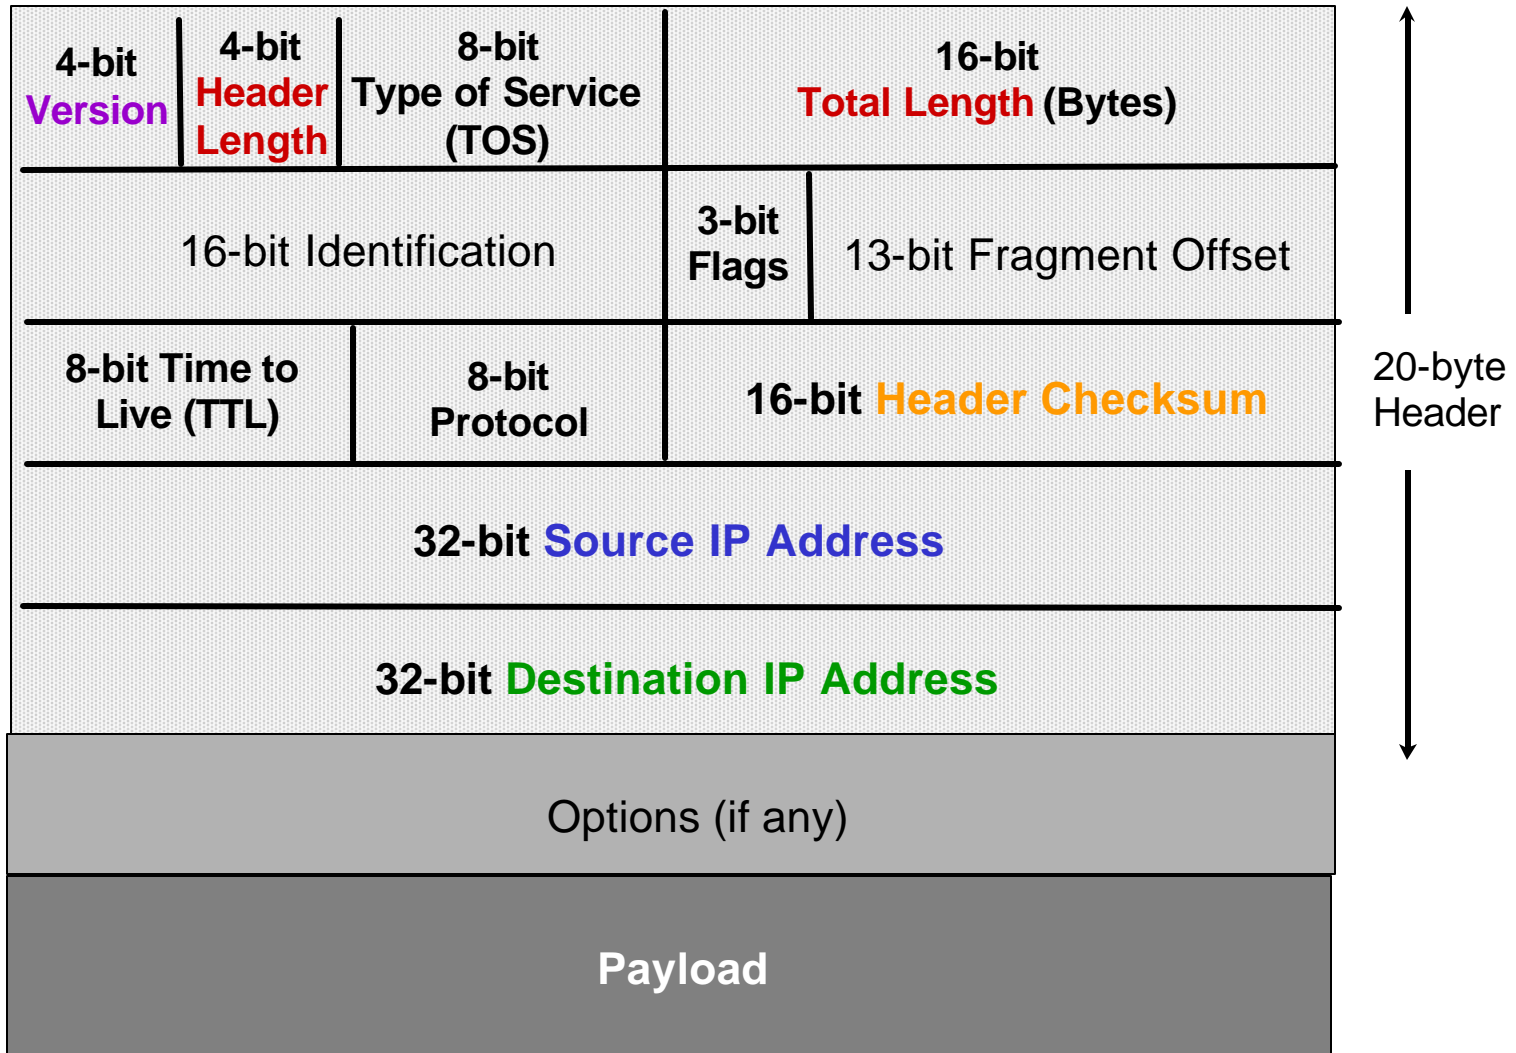 4-bit
Version
4-bit
Header
Length
8-bit
Type of Service
(TOS)
16-bit
Total Length (Bytes)
16-bit Identification
3-bit
Flags
13-bit Fragment Offset
8-bit Time to
Live (TTL)
8-bit
Protocol
16-bit Header Checksum
20-byte
Header
32-bit Source IP Address
32-bit Destination IP Address
Options (if any)
Payload